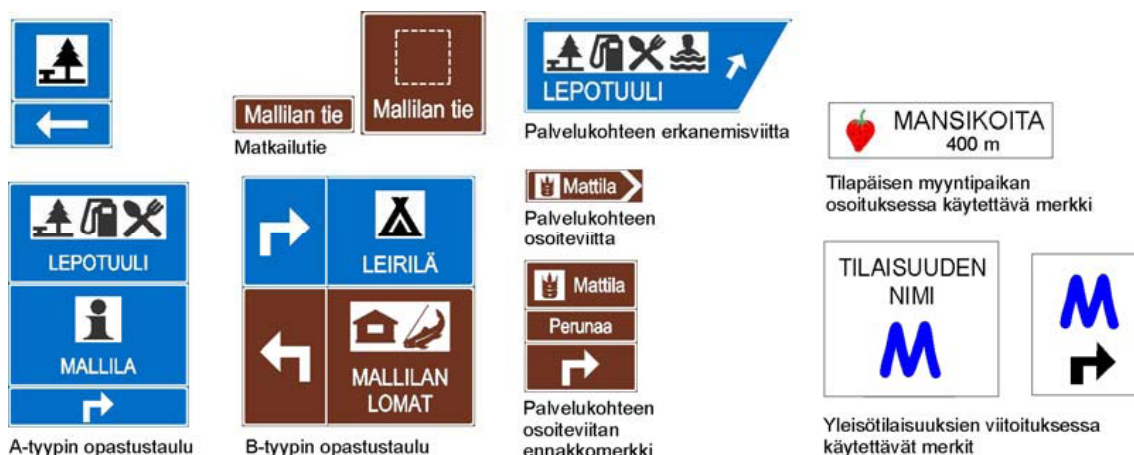 Mallilan tie
Mallilan tie
Matkailutie
LEPOTUULI
Palvelukohteen erkanemisviitta
MANSIKOITA
400 m
Tilapäisen myyntipaikan
osoituksessa käytettävä merkki
LEPOTUULI
MALLILA
A-tyypin opastustaulu
LEIRILÄ
MALLILAN
LOMAT
B-tyypin opastustaulu
Mattila
Palvelukohteen
osoiteviitta
Mattila
Perunaa
Palvelukohteen
osoiteviitan
ennakkomerkki
TILAISUUDEN
NIMI
M
M
Yleisötilaisuuksien viitoituksessa
käytettävät merkit